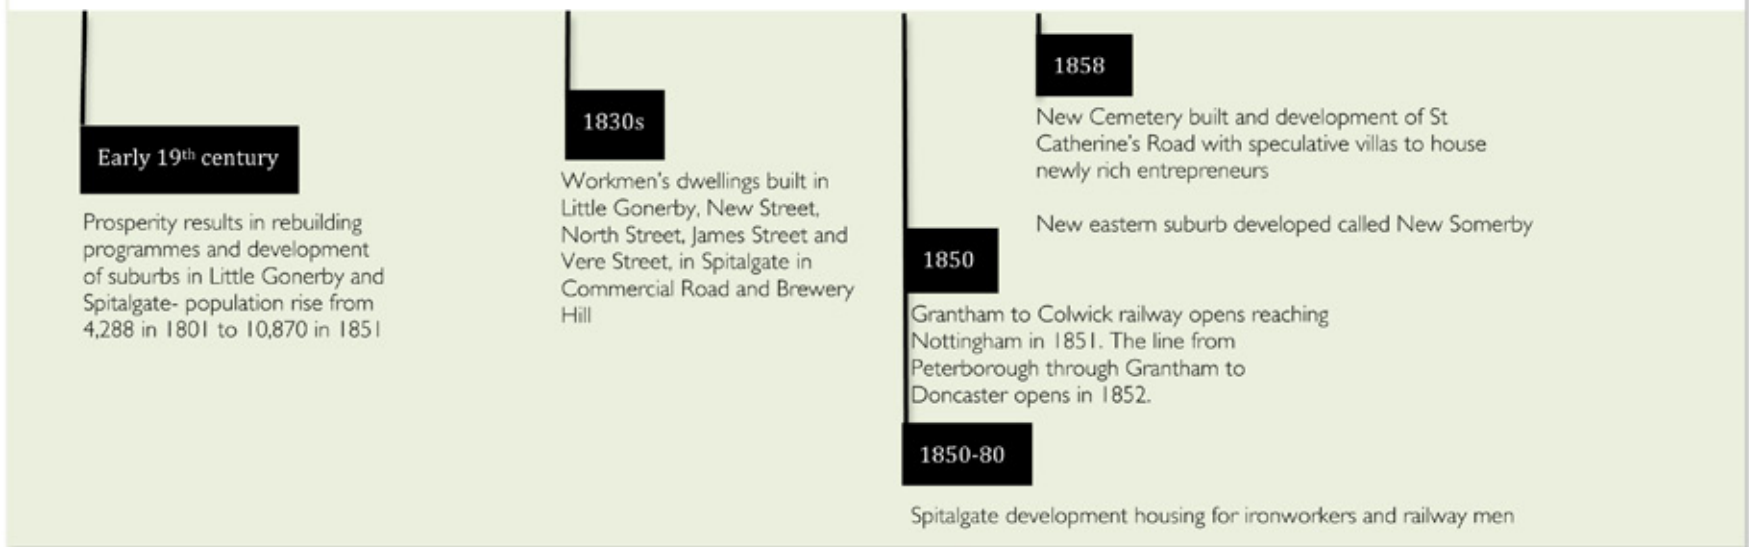 Early 19th century
Prosperity results in rebuilding
programmes and development
of suburbs in Little Gonerby and
Spitalgate- population rise from
4,288 in 1801 to 10,870 in 1851
1830s
Workmen's dwellings built in
Little Gonerby, New Street,
North Street, James Street and
Vere Street, in Spitalgate in
Commercial Road and Brewery
Hill
1850
Grantham to Colwick railway opens reaching
Nottingham in 1851. The line from
Peterborough through Grantham to
Doncaster opens in 1852.
1850-80
Spitalgate development housing for ironworkers and railway men
1858
New Cemetery built and development of St
Catherine's Road with speculative villas to house
newly rich entrepreneurs
New eastern suburb developed called New Somerby